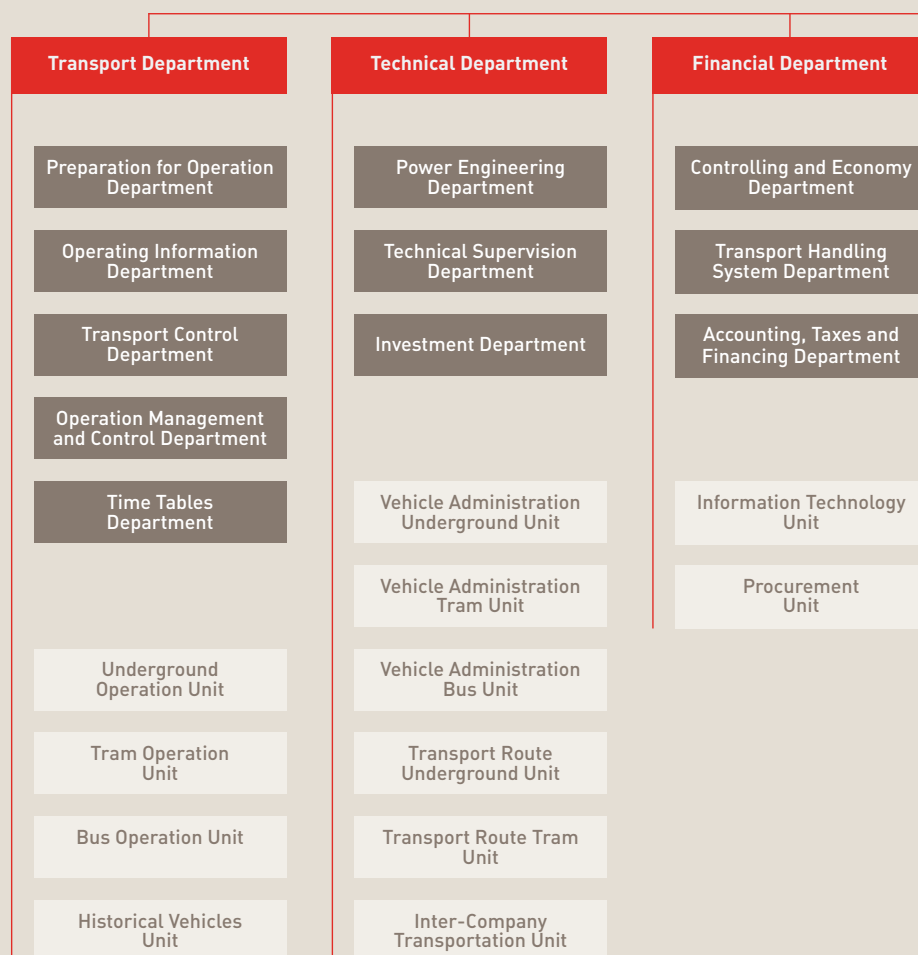 Transport Department
Preparation for Operation
Department
Operating Information
Department
Transport Control
Department
Operation Management
and Control Department
Time Tables
Department
Underground
Operation Unit
Tram Operation
Unit
Bus Operation Unit
Historical Vehicles
Unit
Technical Department
Power Engineering
Department
Technical Supervision
Department
Investment Department
Vehicle Administration
Underground Unit
Vehicle Administration
Tram Unit
Vehicle Administration
Bus Unit
Transport Route
Underground Unit
Transport Route Tram
Unit
Inter-Company
Transportation Unit
Financial Department
Controlling and Economy
Department
Transport Handling
System Department
Accounting, Taxes and
Financing Department
Information Technology
Unit
Procurement
Unit